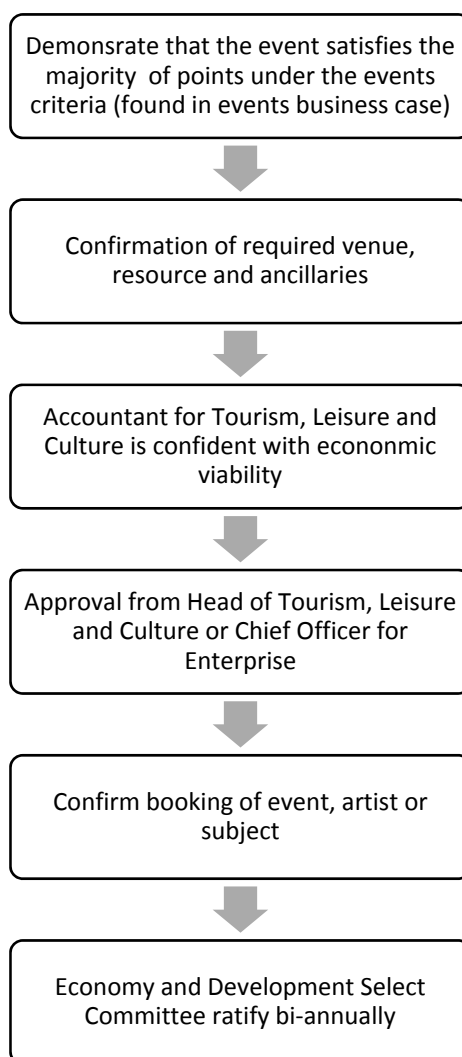 Demonsrate that the event satisfies the
majority  of points under the events
criteria (found in events business case)
Confirmation of required venue,
resource and ancillaries
Accountant for Tourism, Leisure and
Culture is confident with econonmic
viability
Approval from Head of Tourism, Leisure
and Culture or Chief Officer for
Enterprise
Confirm booking of event, artist or
subject
Economy and Development Select
Committee ratify bi-annually